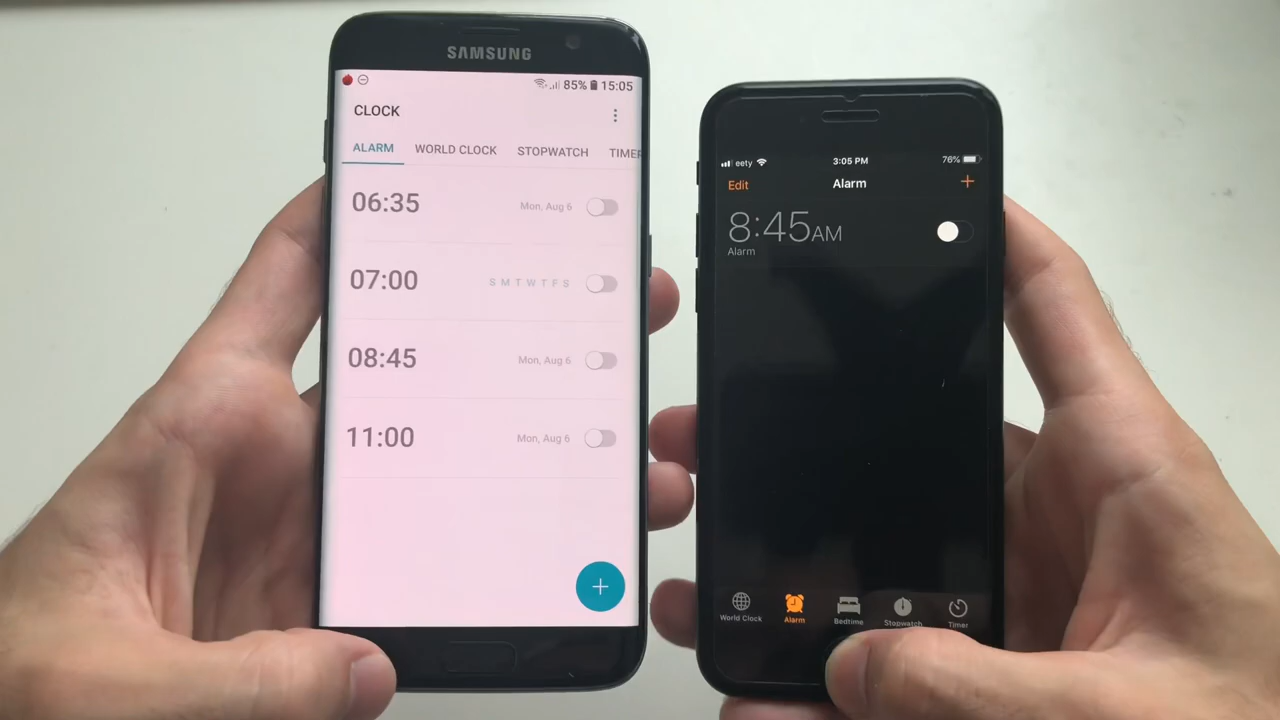 SAMSUNG
85% 15:05
CLOCK
ALARM WORLD CLOCK STOPWATCH TIMER
06:35 Mon, Aug 6
07:00 S M T W T F S
08:45 Mon, Aug 6
11:00 Mon, Aug 6
eety 3:05 PM 76%
Edit Alarm +
8:45AM
Alarm
World Clock Alarm Bedtime Stopwatch Timer